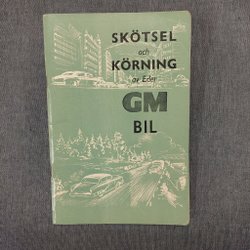 SKÖTSEL
och
KÖRNING
av Eder
GM
BIL